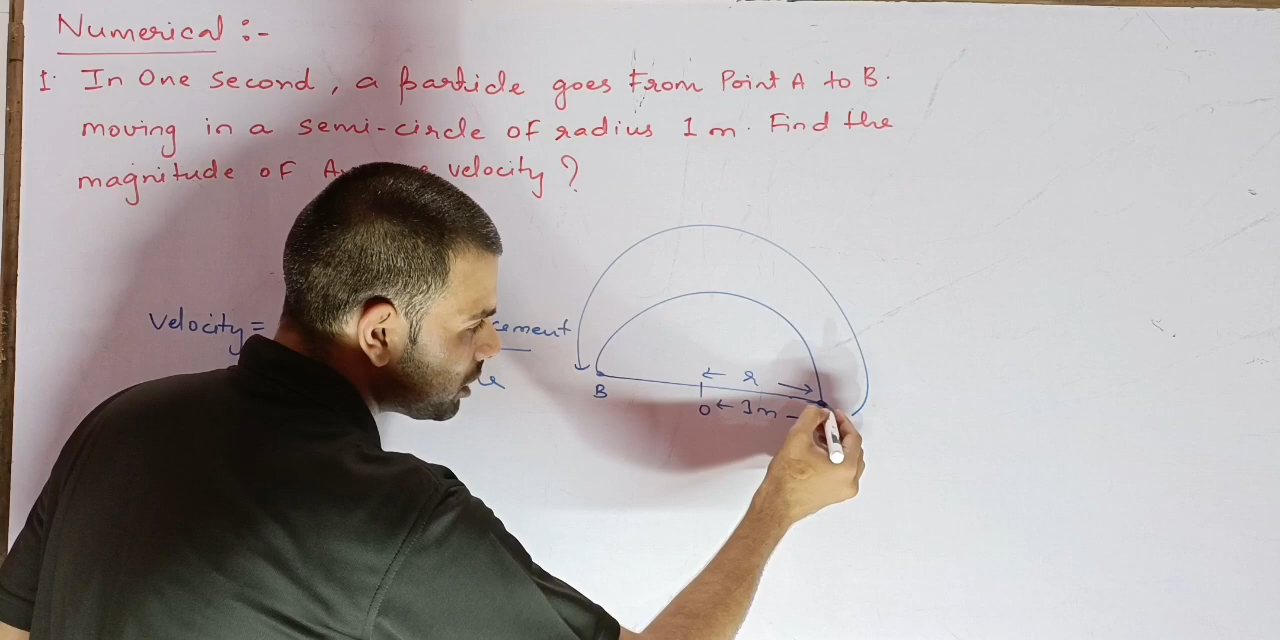 Numerical :-
1. In One second, a particle goes From Point A to B.
moving in a semi-circle of radius 1 m. Find the
magnitude of velocity ?
Velocity =
r
B
O 1m